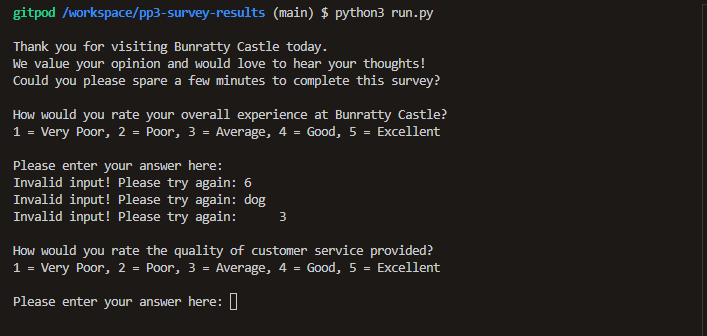 gitpod /workspace/pp3-survey-results (main) $ python3 run.py
Thank you for visiting Bunratty Castle today.
We value your opinion and would love to hear your thoughts!
Could you please spare a few minutes to complete this survey?
How would you rate your overall experience at Bunratty Castle?
1 = Very Poor, 2 = Poor, 3 = Average, 4 = Good, 5 = Excellent
Please enter your answer here:
Invalid input! Please try again: 6
Invalid input! Please try again: dog
Invalid input! Please try again:      3
How would you rate the quality of customer service provided?
1 = Very Poor, 2 = Poor, 3 = Average, 4 = Good, 5 = Excellent
Please enter your answer here: